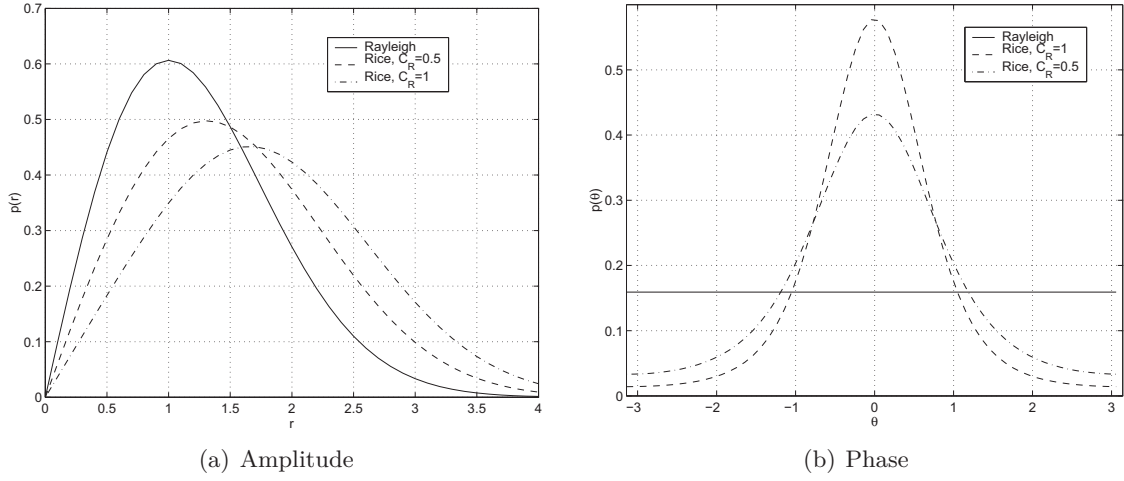 0.7
0.6
0.5
0.4
0.3
0.2
0.1
0
p(r)
Rayleigh
Rice, C_R=0.5
Rice, C_R=1
0 0.5 1 1.5 2 2.5 3 3.5 4
r
(a) Amplitude
0.5
0.4
0.3
0.2
0.1
0
p(θ)
Rayleigh
Rice, C_R=1
Rice, C_R=0.5
−3 −2 −1 0 1 2 3
θ
(b) Phase